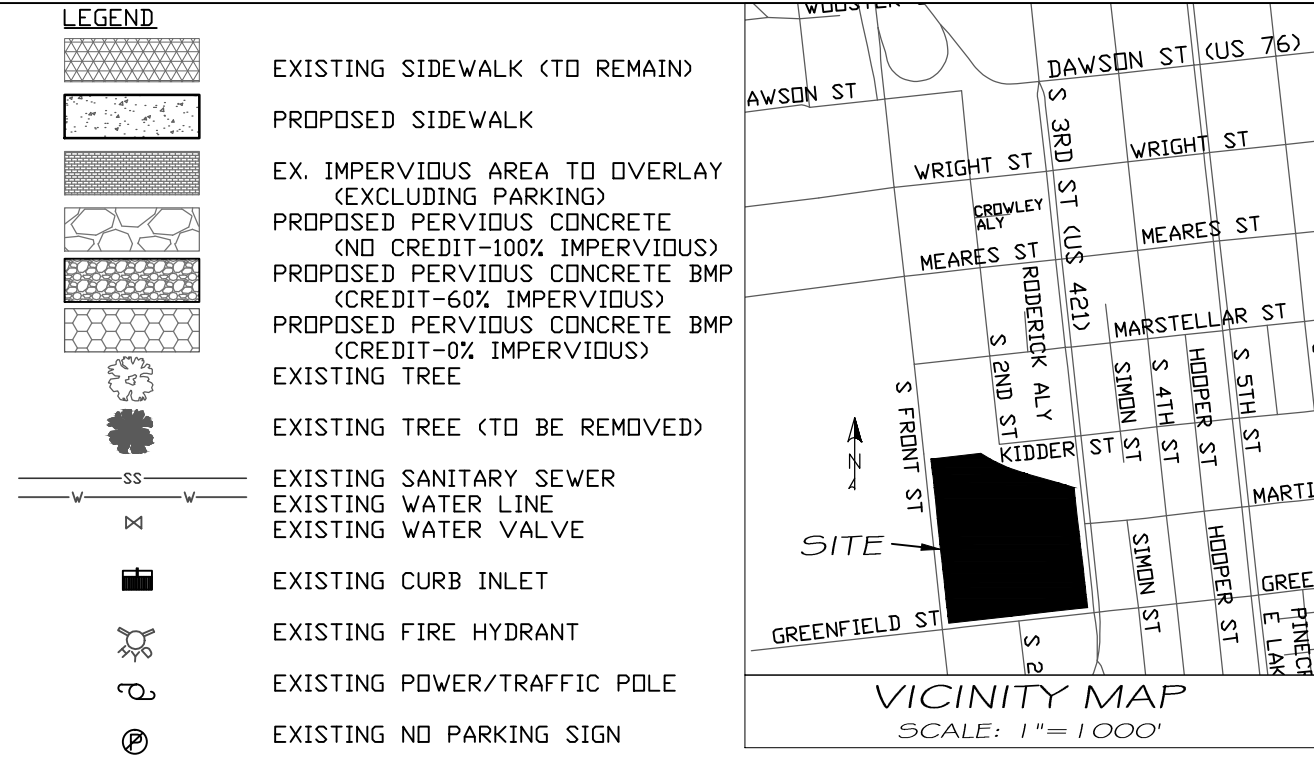 LEGEND
EXISTING SIDEWALK (TO REMAIN)
PROPOSED SIDEWALK
EX. IMPERVIOUS AREA TO OVERLAY
(EXCLUDING PARKING)
PROPOSED PERVIOUS CONCRETE
(NO CREDIT-100% IMPERVIOUS)
PROPOSED PERVIOUS CONCRETE BMP
(CREDIT-60% IMPERVIOUS)
PROPOSED PERVIOUS CONCRETE BMP
(CREDIT-0% IMPERVIOUS)
EXISTING TREE
EXISTING TREE (TO BE REMOVED)
SS
EXISTING SANITARY SEWER
W W
EXISTING WATER LINE
EXISTING WATER VALVE
EXISTING CURB INLET
HYD
EXISTING FIRE HYDRANT
EXISTING POWER/TRAFFIC POLE
P
EXISTING NO PARKING SIGN
DAWSON ST (US 76)
AWSON ST
S 3RD ST (US 421)
WRIGHT ST
WRIGHT ST
CROWLEY
ALY
MEARES ST
MEARES ST
RODERICK ALY
MARSTELLAR ST
S 2ND ST
S FRONT ST
SIMON ST
S 4TH ST
HOOPER ST
S 5TH ST
KIDDER ST
N
MARTI
SITE
SIMON ST
HOOPER ST
GREE
GREENFIELD ST
S 2
E LAK
PINECR
VICINITY MAP
SCALE: 1"=1000'